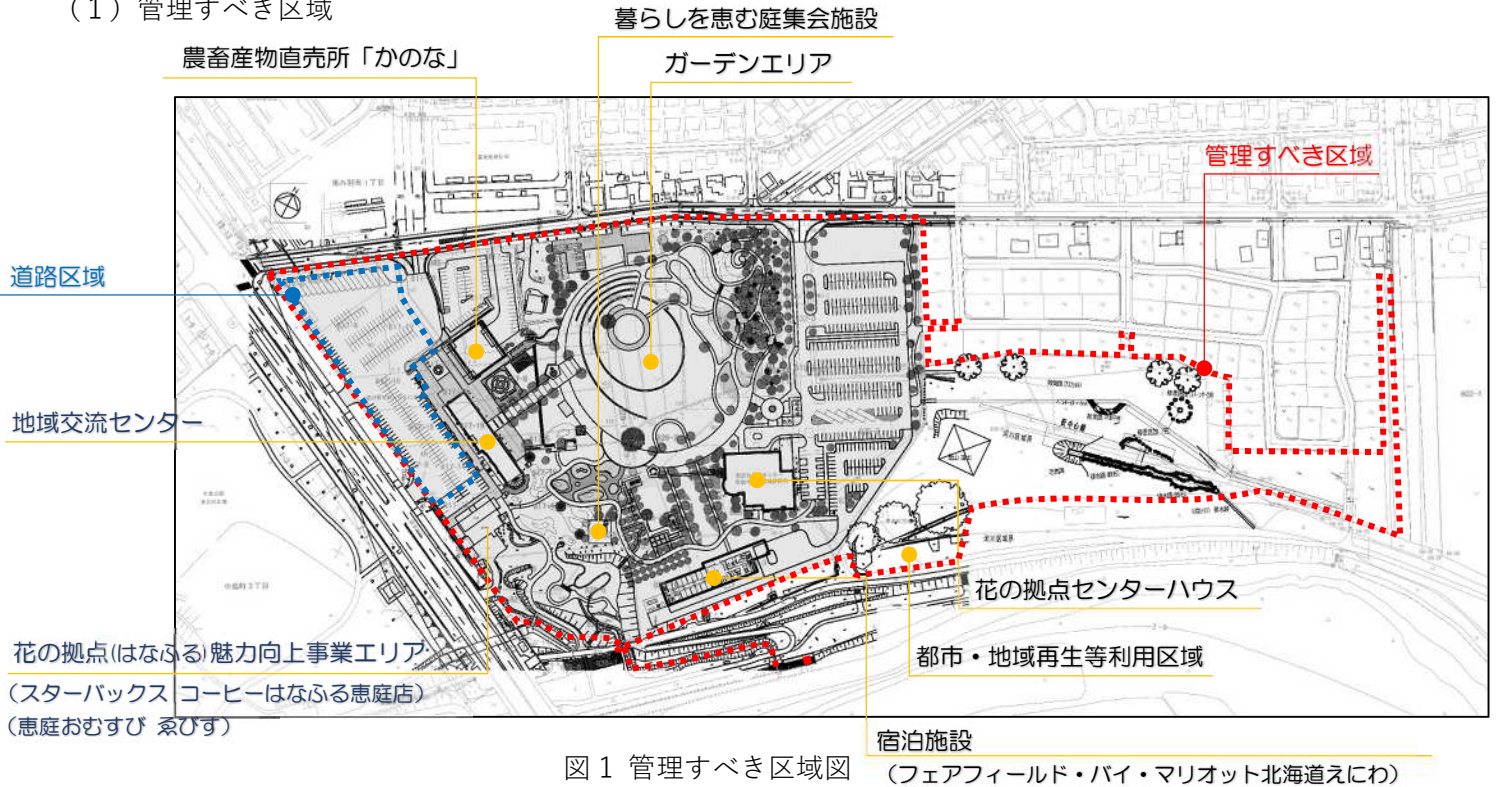 （１）管理すべき区域
暮らしを恵む庭集会施設
農畜産物直売所「かのな」
ガーデンエリア
管理すべき区域
道路区域
地域交流センター
花の拠点センターハウス
花の拠点(はなふる)魅力向上事業エリア
（スターバックス コーヒーはなふる恵庭店）
（恵庭おむすび ゑびす）
都市・地域再生等利用区域
宿泊施設
（フェアフィールド・バイ・マリオット北海道えにわ）
図１ 管理すべき区域図